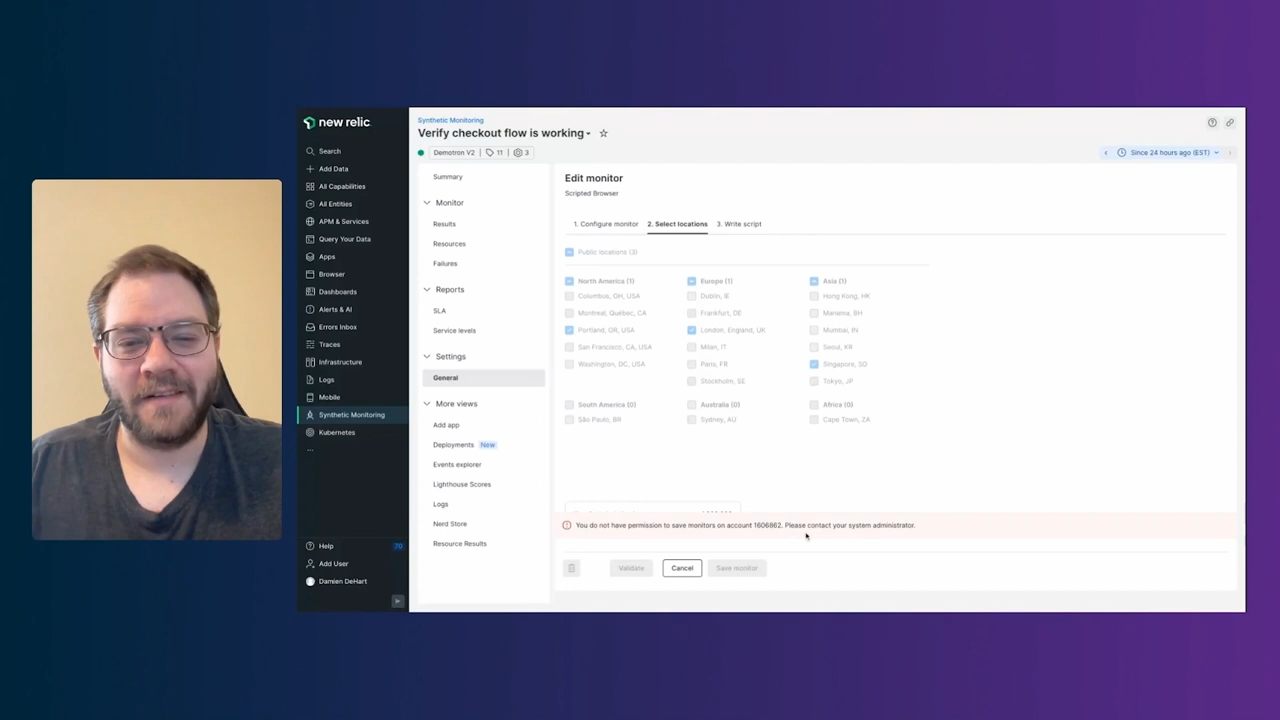 new relic
Search
Add Data
All Capabilities
All Entities
APM & Services
Query Your Data
Apps
Browser
Dashboards
Alerts & AI
Errors Inbox
Traces
Infrastructure
Logs
Mobile
Synthetic Monitoring
Kubernetes
...
Help 70
Add User
Damien DeHart
Synthetic Monitoring
Verify checkout flow is working
Demotron V2 | 11 | 3
Since 24 hours ago (EST)
Summary
Monitor
Results
Resources
Failures
Reports
SLA
Service levels
Settings
General
More views
Add app
Deployments New
Events explorer
Lighthouse Scores
Logs
Nerd Store
Resource Results
Edit monitor
Scripted Browser
1. Configure monitor 2. Select locations 3. Write script
Public locations (3)
North America (1) Europe (1) Asia (1)
Columbus, OH, USA Dublin, IE Hong Kong, HK
Montreal, Québec, CA Frankfurt, DE Manama, BH
Portland, OR, USA London, England, UK Mumbai, IN
San Francisco, CA, USA Milan, IT Seoul, KR
Washington, DC, USA Paris, FR Singapore, SG
Stockholm, SE Tokyo, JP
South America (0) Australia (0) Africa (0)
São Paulo, BR Sydney, AU Cape Town, ZA
You do not have permission to save monitors on account 1606862. Please contact your system administrator.
Validate Cancel Save monitor